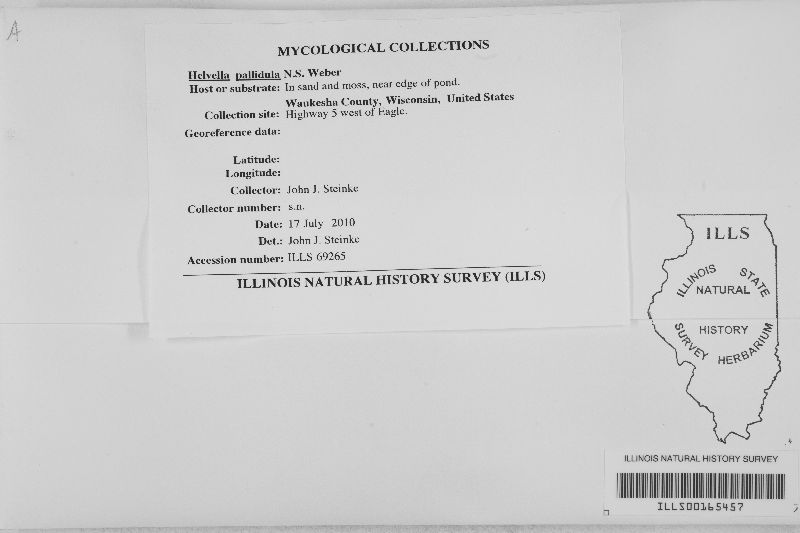 A
MYCOLOGICAL COLLECTIONS
Helvella pallidula N.S. Weber
Host or substrate: In sand and moss, near edge of pond.
Waukesha County, Wisconsin, United States
Collection site: Highway 5 west of Eagle.
Georeference data:
Latitude:
Longitude:
Collector: John J. Steinke
Collector number: s.n.
Date: 17 July 2010
Det.: John J. Steinke
Accession number: ILLS 69265
ILLINOIS NATURAL HISTORY SURVEY (ILLS)
ILLS
ILLINOIS STATE
NATURAL
HISTORY
SURVEY HERBARIUM
ILLINOIS NATURAL HISTORY SURVEY
ILLS00165457